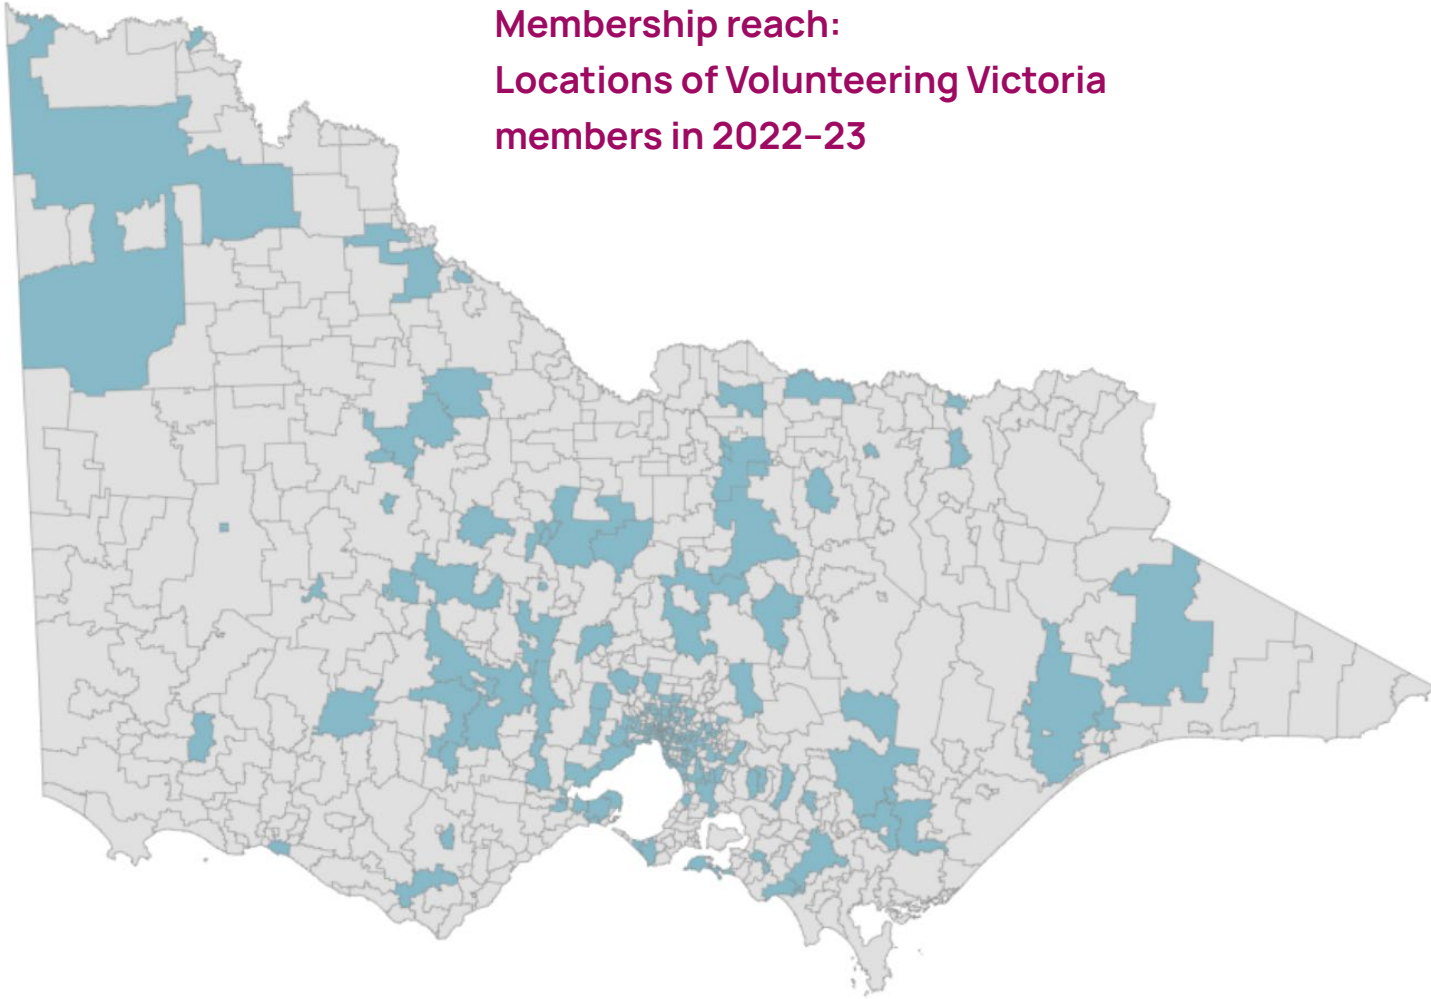 Membership reach:
Locations of Volunteering Victoria
members in 2022–23